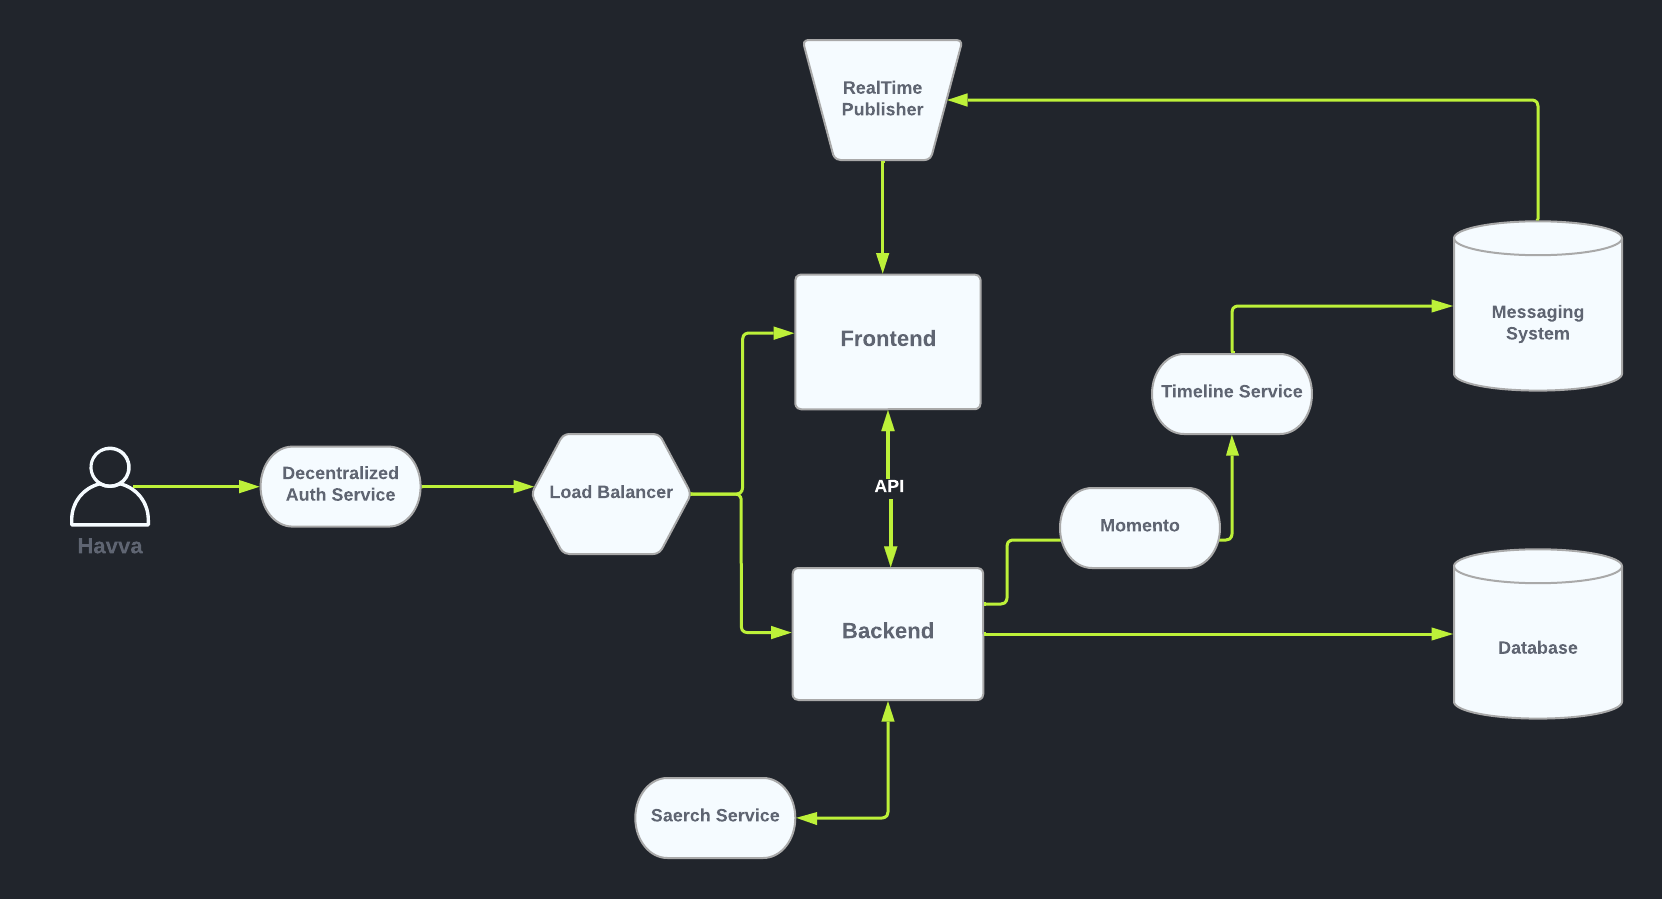 RealTime
Publisher
Frontend
Messaging
System
Timeline Service
Decentralized
Auth Service
Load Balancer
API
Momento
Havva
Backend
Database
Saerch Service